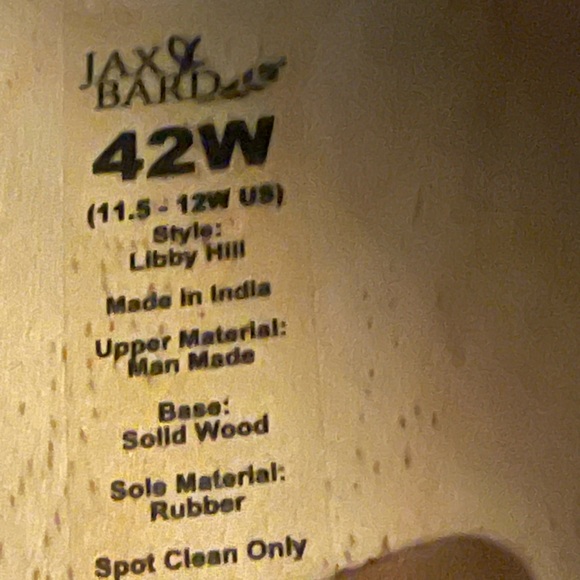 JAX &
BARD
42W
(11.5 - 12W US)
Style:
Libby Hill
Made In India
Upper Material:
Man Made
Base:
Solid Wood
Sole Material:
Rubber
Spot Clean Only